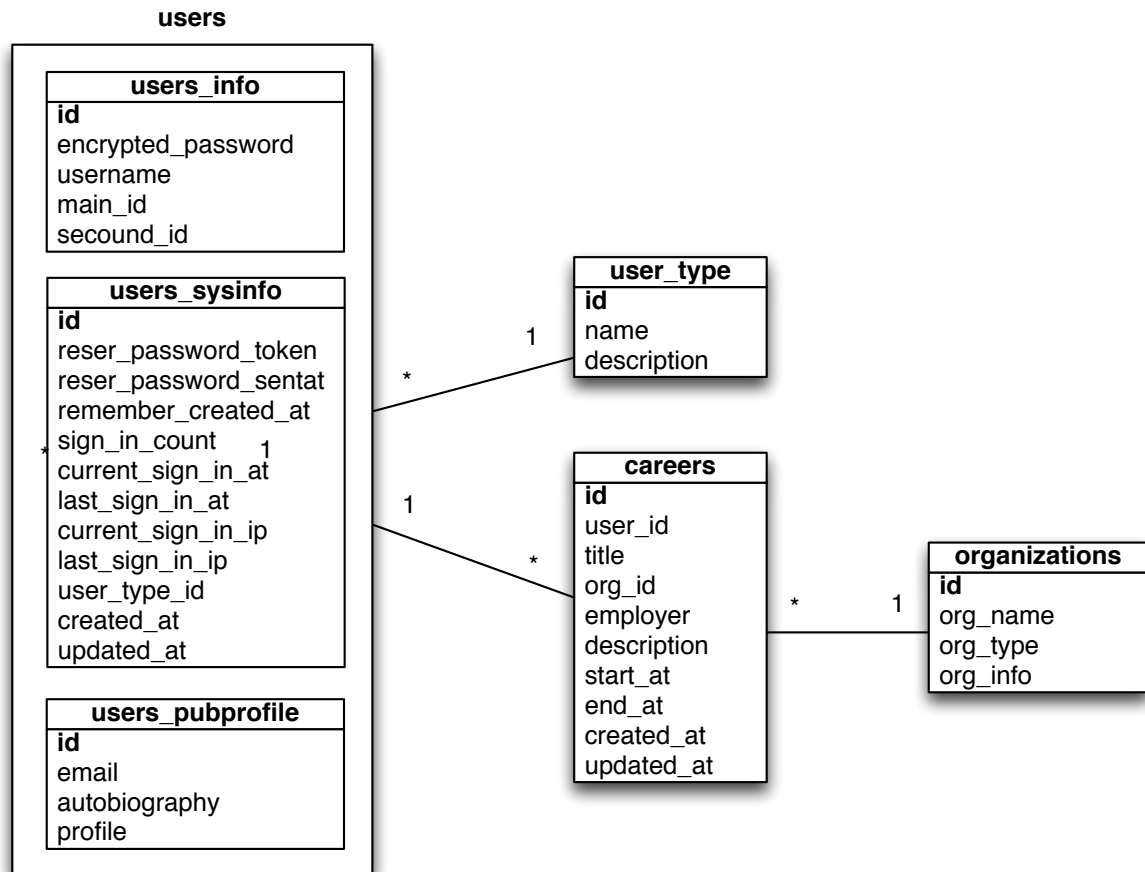 users
users_info
id
encrypted_password
username
main_id
secound_id
users_sysinfo
id
reser_password_token
reser_password_sentat
remember_created_at
sign_in_count
* 1
current_sign_in_at
last_sign_in_at
current_sign_in_ip
last_sign_in_ip
user_type_id
created_at
updated_at
users_pubprofile
id
email
autobiography
profile
* 1
user_type
id
name
description
1 *
careers
id
user_id
title
org_id
employer
description
start_at
end_at
created_at
updated_at
* 1
organizations
id
org_name
org_type
org_info